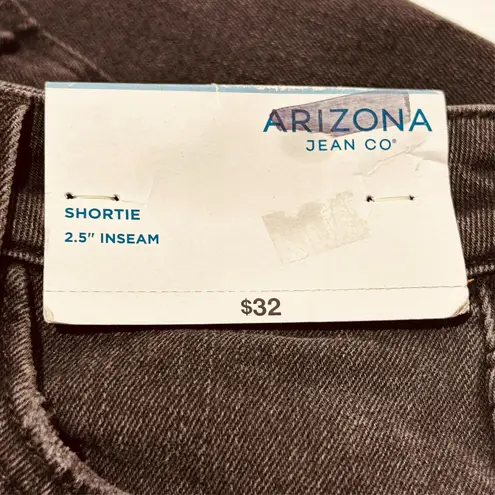 ARIZONA
JEAN CO®
SHORTIE
2.5" INSEAM
$32